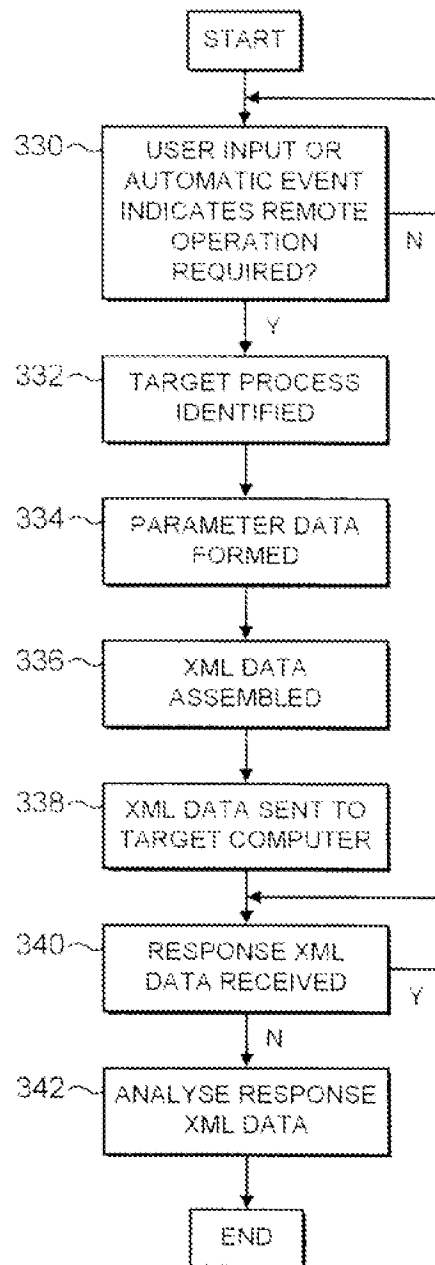 START
330
USER INPUT OR
AUTOMATIC EVENT
INDICATES REMOTE
OPERATION
REQUIRED?
N
Y
332
TARGET PROCESS
IDENTIFIED
334
PARAMETER DATA
FORMED
336
XML DATA
ASSEMBLED
338
XML DATA SENT TO
TARGET COMPUTER
340
RESPONSE XML
DATA RECEIVED
Y
N
342
ANALYSE RESPONSE
XML DATA
END